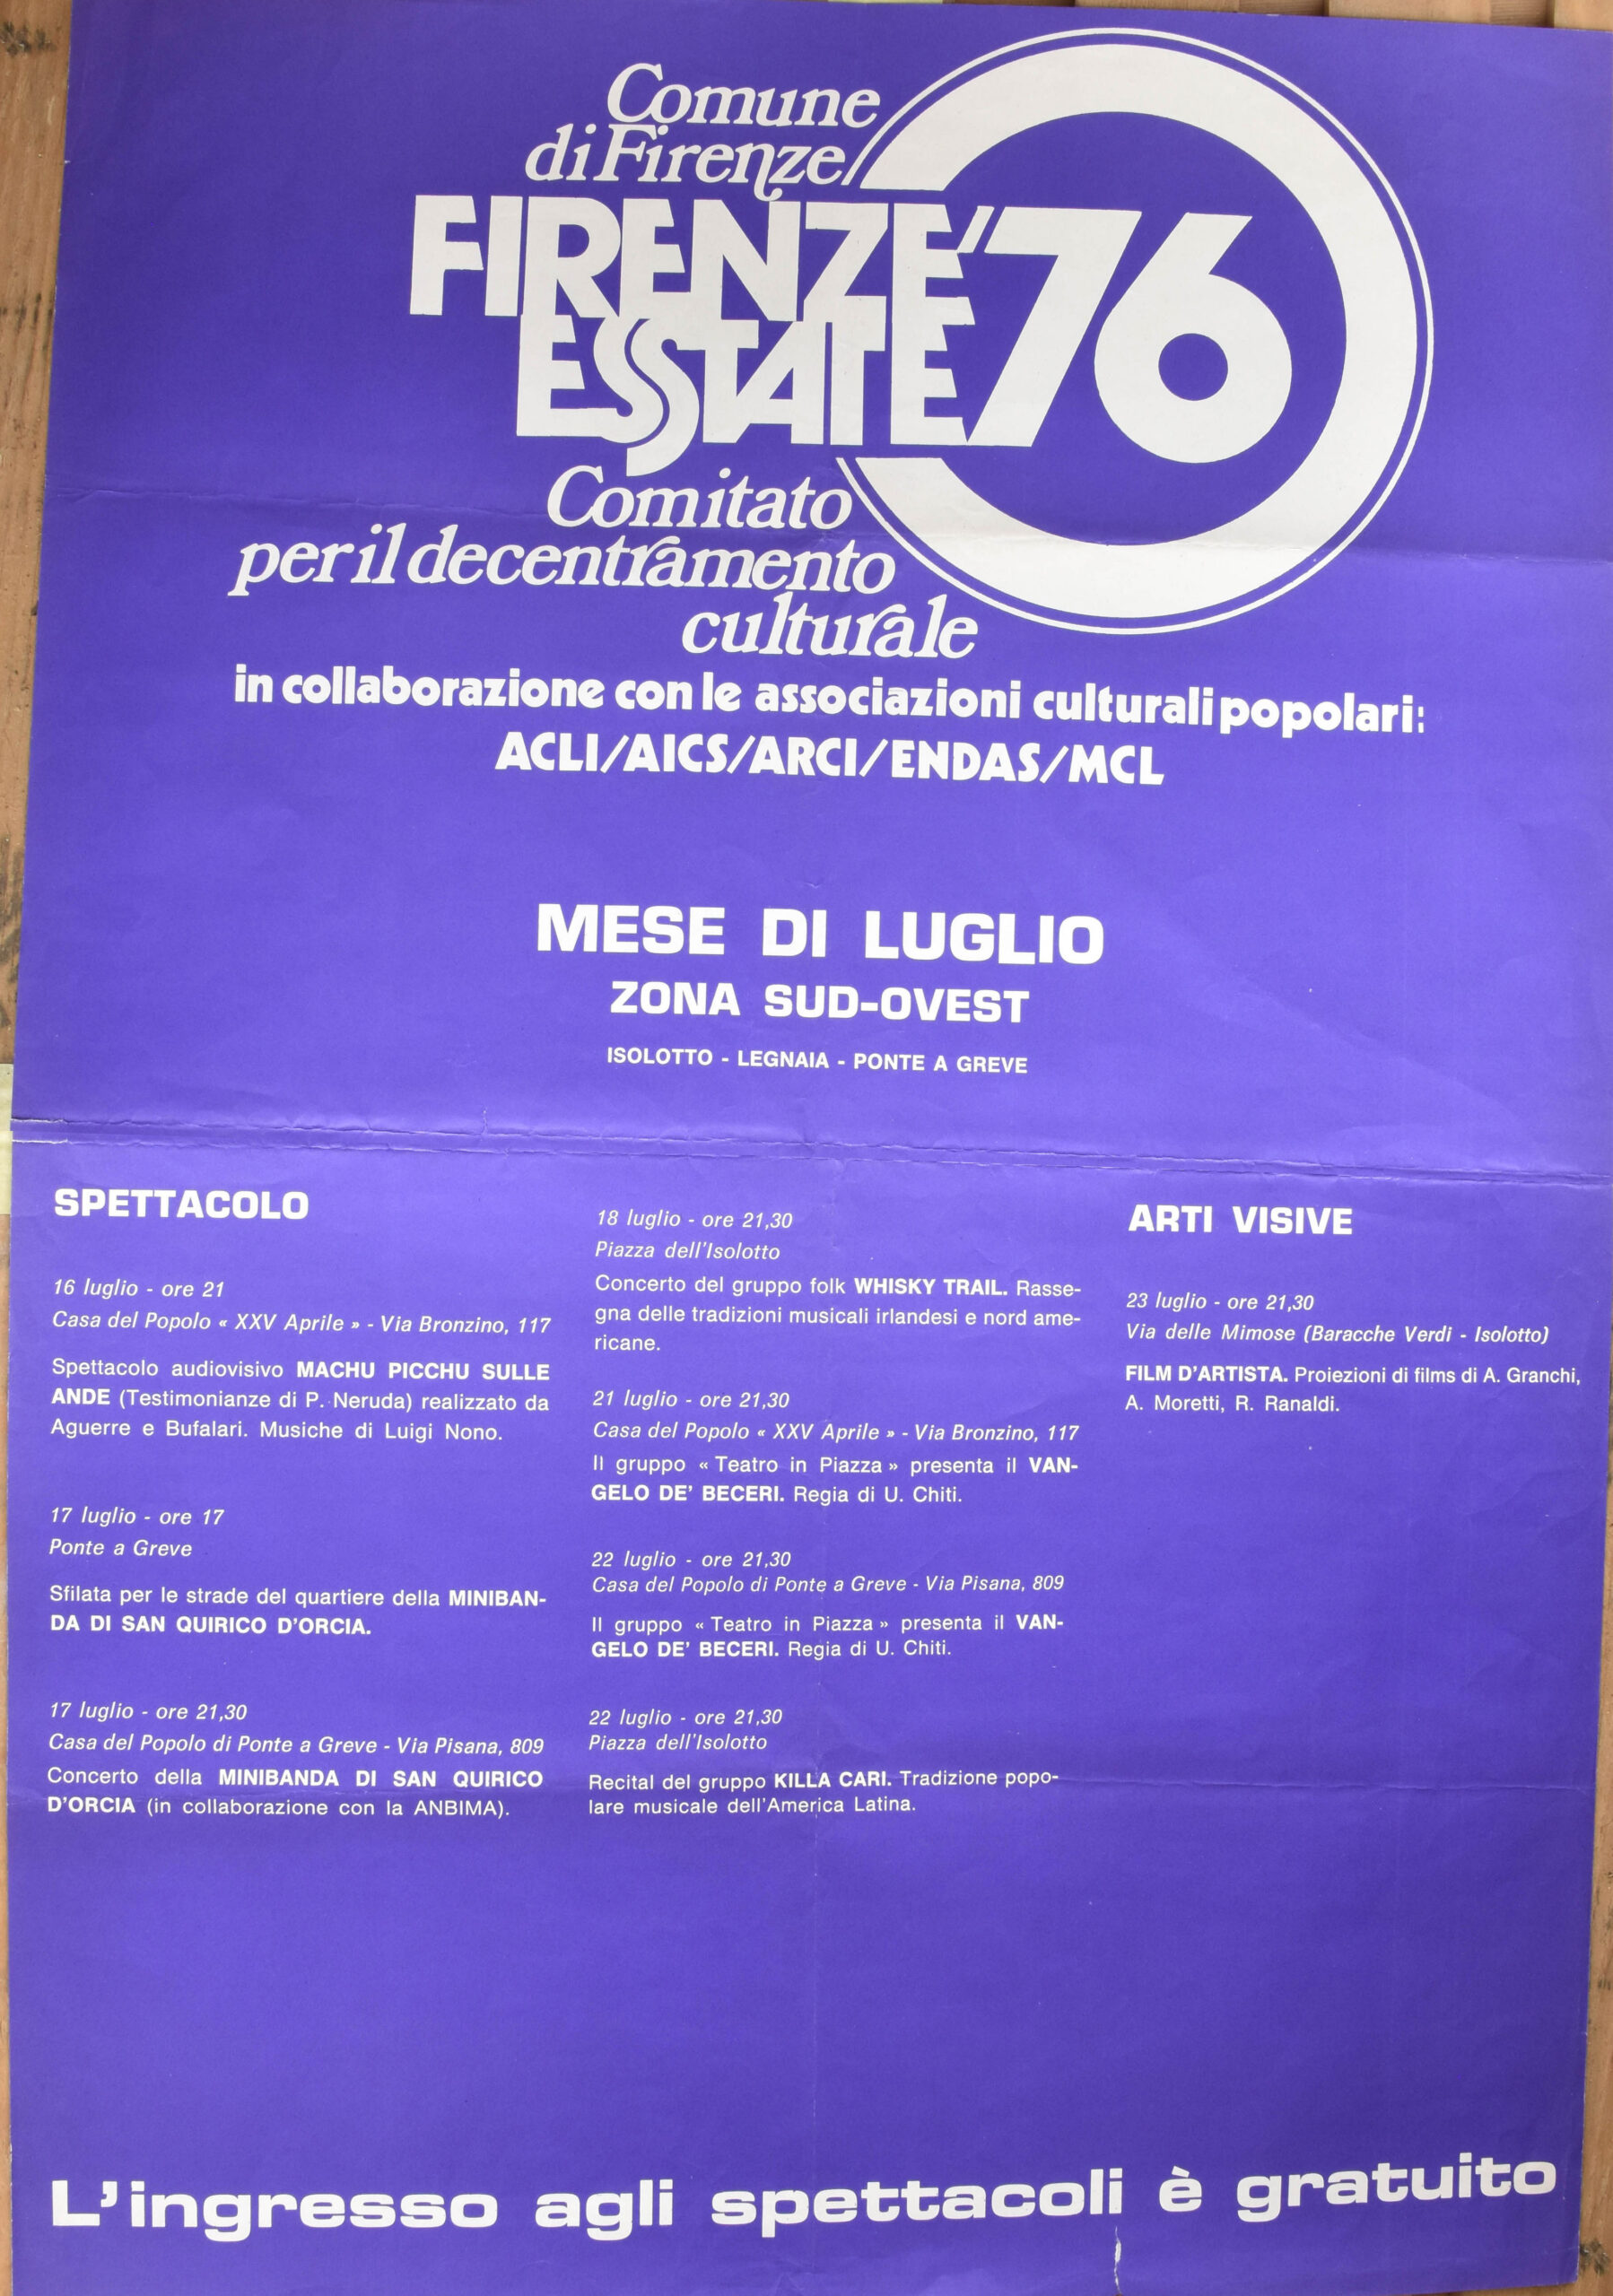 Comune
di Firenze
FIRENZE
ESTATE '76
Comitato
per il decentramento
culturale
in collaborazione con le associazioni culturali popolari:
ACLI/AICS/ARCI/ENDAS/MCL
MESE DI LUGLIO
ZONA SUD-OVEST
ISOLOTTO - LEGNAIA - PONTE A GREVE
SPETTACOLO
16 luglio - ore 21
Casa del Popolo « XXV Aprile » - Via Bronzino, 117
Spettacolo audiovisivo MACHU PICCHU SULLE
ANDE (Testimonianze di P. Neruda) realizzato da
Aguerre e Bufalari. Musiche di Luigi Nono.
17 luglio - ore 17
Ponte a Greve
Sfilata per le strade del quartiere della MINIBAN-
DA DI SAN QUIRICO D'ORCIA.
17 luglio - ore 21,30
Casa del Popolo di Ponte a Greve - Via Pisana, 809
Concerto della MINIBANDA DI SAN QUIRICO
D'ORCIA (in collaborazione con la ANBIMA).
18 luglio - ore 21,30
Piazza dell'Isolotto
Concerto del gruppo folk WHISKY TRAIL. Rasse-
gna delle tradizioni musicali irlandesi e nord ame-
ricane.
21 luglio - ore 21,30
Casa del Popolo « XXV Aprile » - Via Bronzino, 117
Il gruppo « Teatro in Piazza » presenta il VAN-
GELO DE' BECERI. Regia di U. Chiti.
22 luglio - ore 21,30
Casa del Popolo di Ponte a Greve - Via Pisana, 809
Il gruppo « Teatro in Piazza » presenta il VAN-
GELO DE' BECERI. Regia di U. Chiti.
22 luglio - ore 21,30
Piazza dell'Isolotto
Recital del gruppo KILLA CARI. Tradizione popo-
lare musicale dell'America Latina.
ARTI VISIVE
23 luglio - ore 21,30
Via delle Mimose (Baracche Verdi - Isolotto)
FILM D'ARTISTA. Proiezioni di films di A. Granchi,
A. Moretti, R. Ranaldi.
L'ingresso agli spettacoli è gratuito